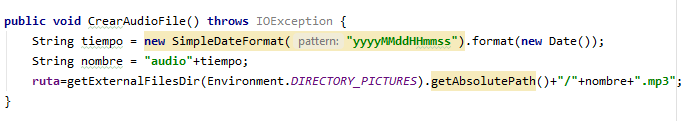 public void CrearAudioFile() throws IOException {
String tiempo = new SimpleDateFormat( pattern: "yyyyMMddHHmmss").format(new Date());
String nombre = "audio"+tiempo;
ruta=getExternalFilesDir(Environment.DIRECTORY_PICTURES).getAbsolutePath()+"/"+nombre+".mp3";
}